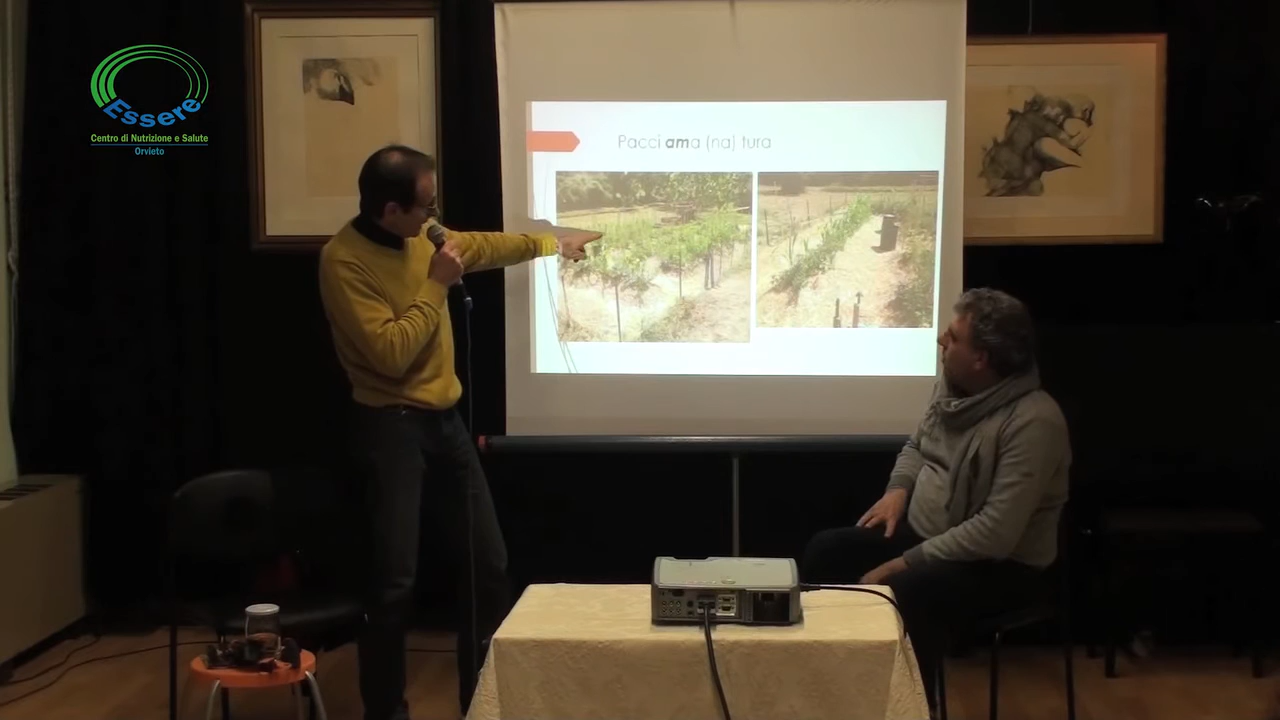 Essere
Centro di Nutrizione e Salute
Orvieto
Pacci ama (na) tura